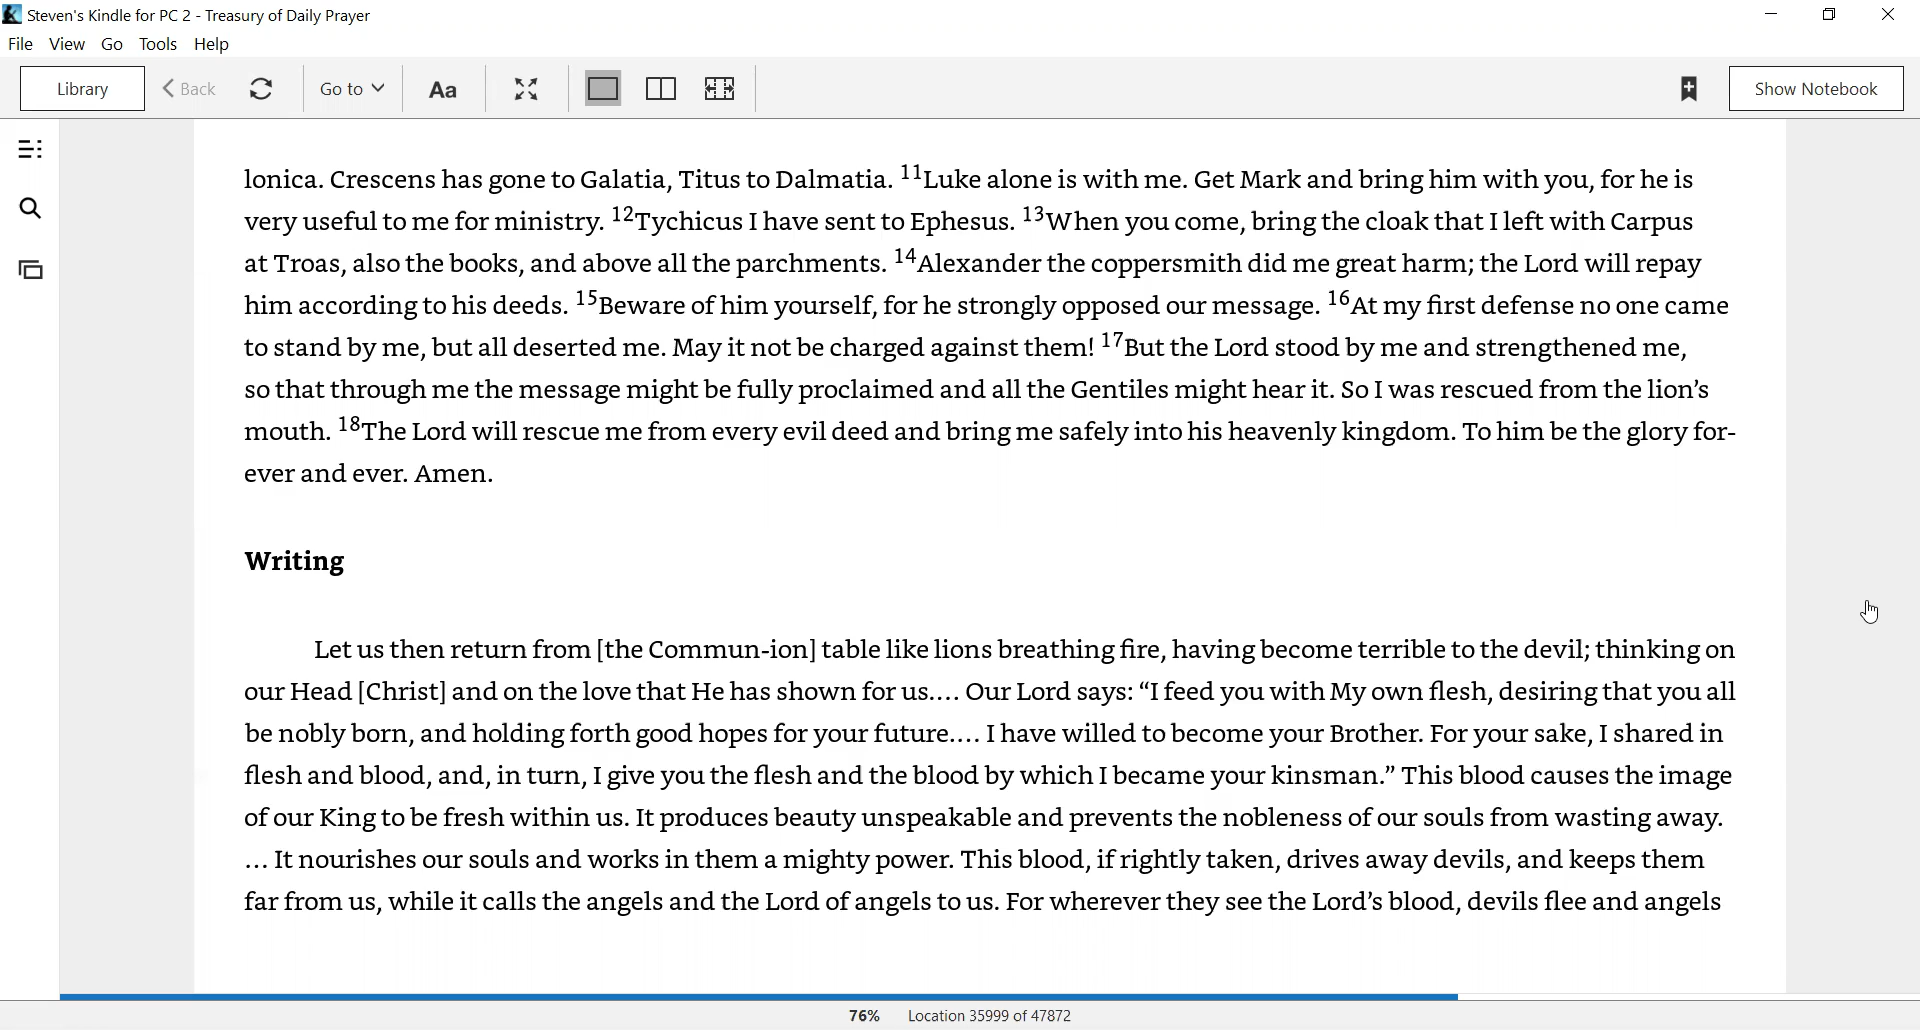 Steven's Kindle for PC 2 - Treasury of Daily Prayer
File View Go Tools Help
Library Back Go to Aa Show Notebook
lonica. Crescens has gone to Galatia, Titus to Dalmatia. ¹¹Luke alone is with me. Get Mark and bring him with you, for he is
very useful to me for ministry. ¹²Tychicus I have sent to Ephesus. ¹³When you come, bring the cloak that I left with Carpus
at Troas, also the books, and above all the parchments. ¹⁴Alexander the coppersmith did me great harm; the Lord will repay
him according to his deeds. ¹⁵Beware of him yourself, for he strongly opposed our message. ¹⁶At my first defense no one came
to stand by me, but all deserted me. May it not be charged against them! ¹⁷But the Lord stood by me and strengthened me,
so that through me the message might be fully proclaimed and all the Gentiles might hear it. So I was rescued from the lion’s
mouth. ¹⁸The Lord will rescue me from every evil deed and bring me safely into his heavenly kingdom. To him be the glory for-
ever and ever. Amen.
Writing
Let us then return from [the Commun-ion] table like lions breathing fire, having become terrible to the devil; thinking on
our Head [Christ] and on the love that He has shown for us.… Our Lord says: “I feed you with My own flesh, desiring that you all
be nobly born, and holding forth good hopes for your future.… I have willed to become your Brother. For your sake, I shared in
flesh and blood, and, in turn, I give you the flesh and the blood by which I became your kinsman.” This blood causes the image
of our King to be fresh within us. It produces beauty unspeakable and prevents the nobleness of our souls from wasting away.
… It nourishes our souls and works in them a mighty power. This blood, if rightly taken, drives away devils, and keeps them
far from us, while it calls the angels and the Lord of angels to us. For wherever they see the Lord’s blood, devils flee and angels
76% Location 35999 of 47872